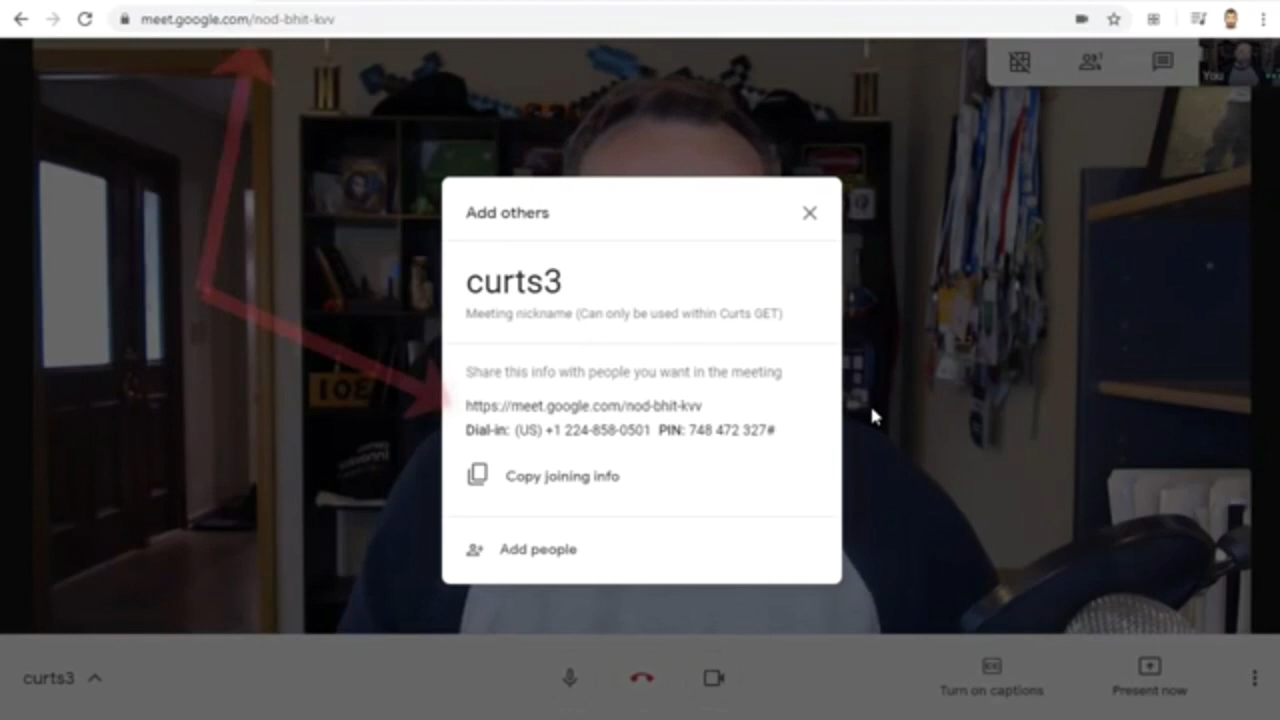 meet.google.com/nod-bhit-kvv
You
Add others
curts3
Meeting nickname (Can only be used within Curts GET)
Share this info with people you want in the meeting
https://meet.google.com/nod-bhit-kvv
Dial-in: (US) +1 224-858-0501 PIN: 748 472 327#
Copy joining info
Add people
curts3
Turn on captions
Present now